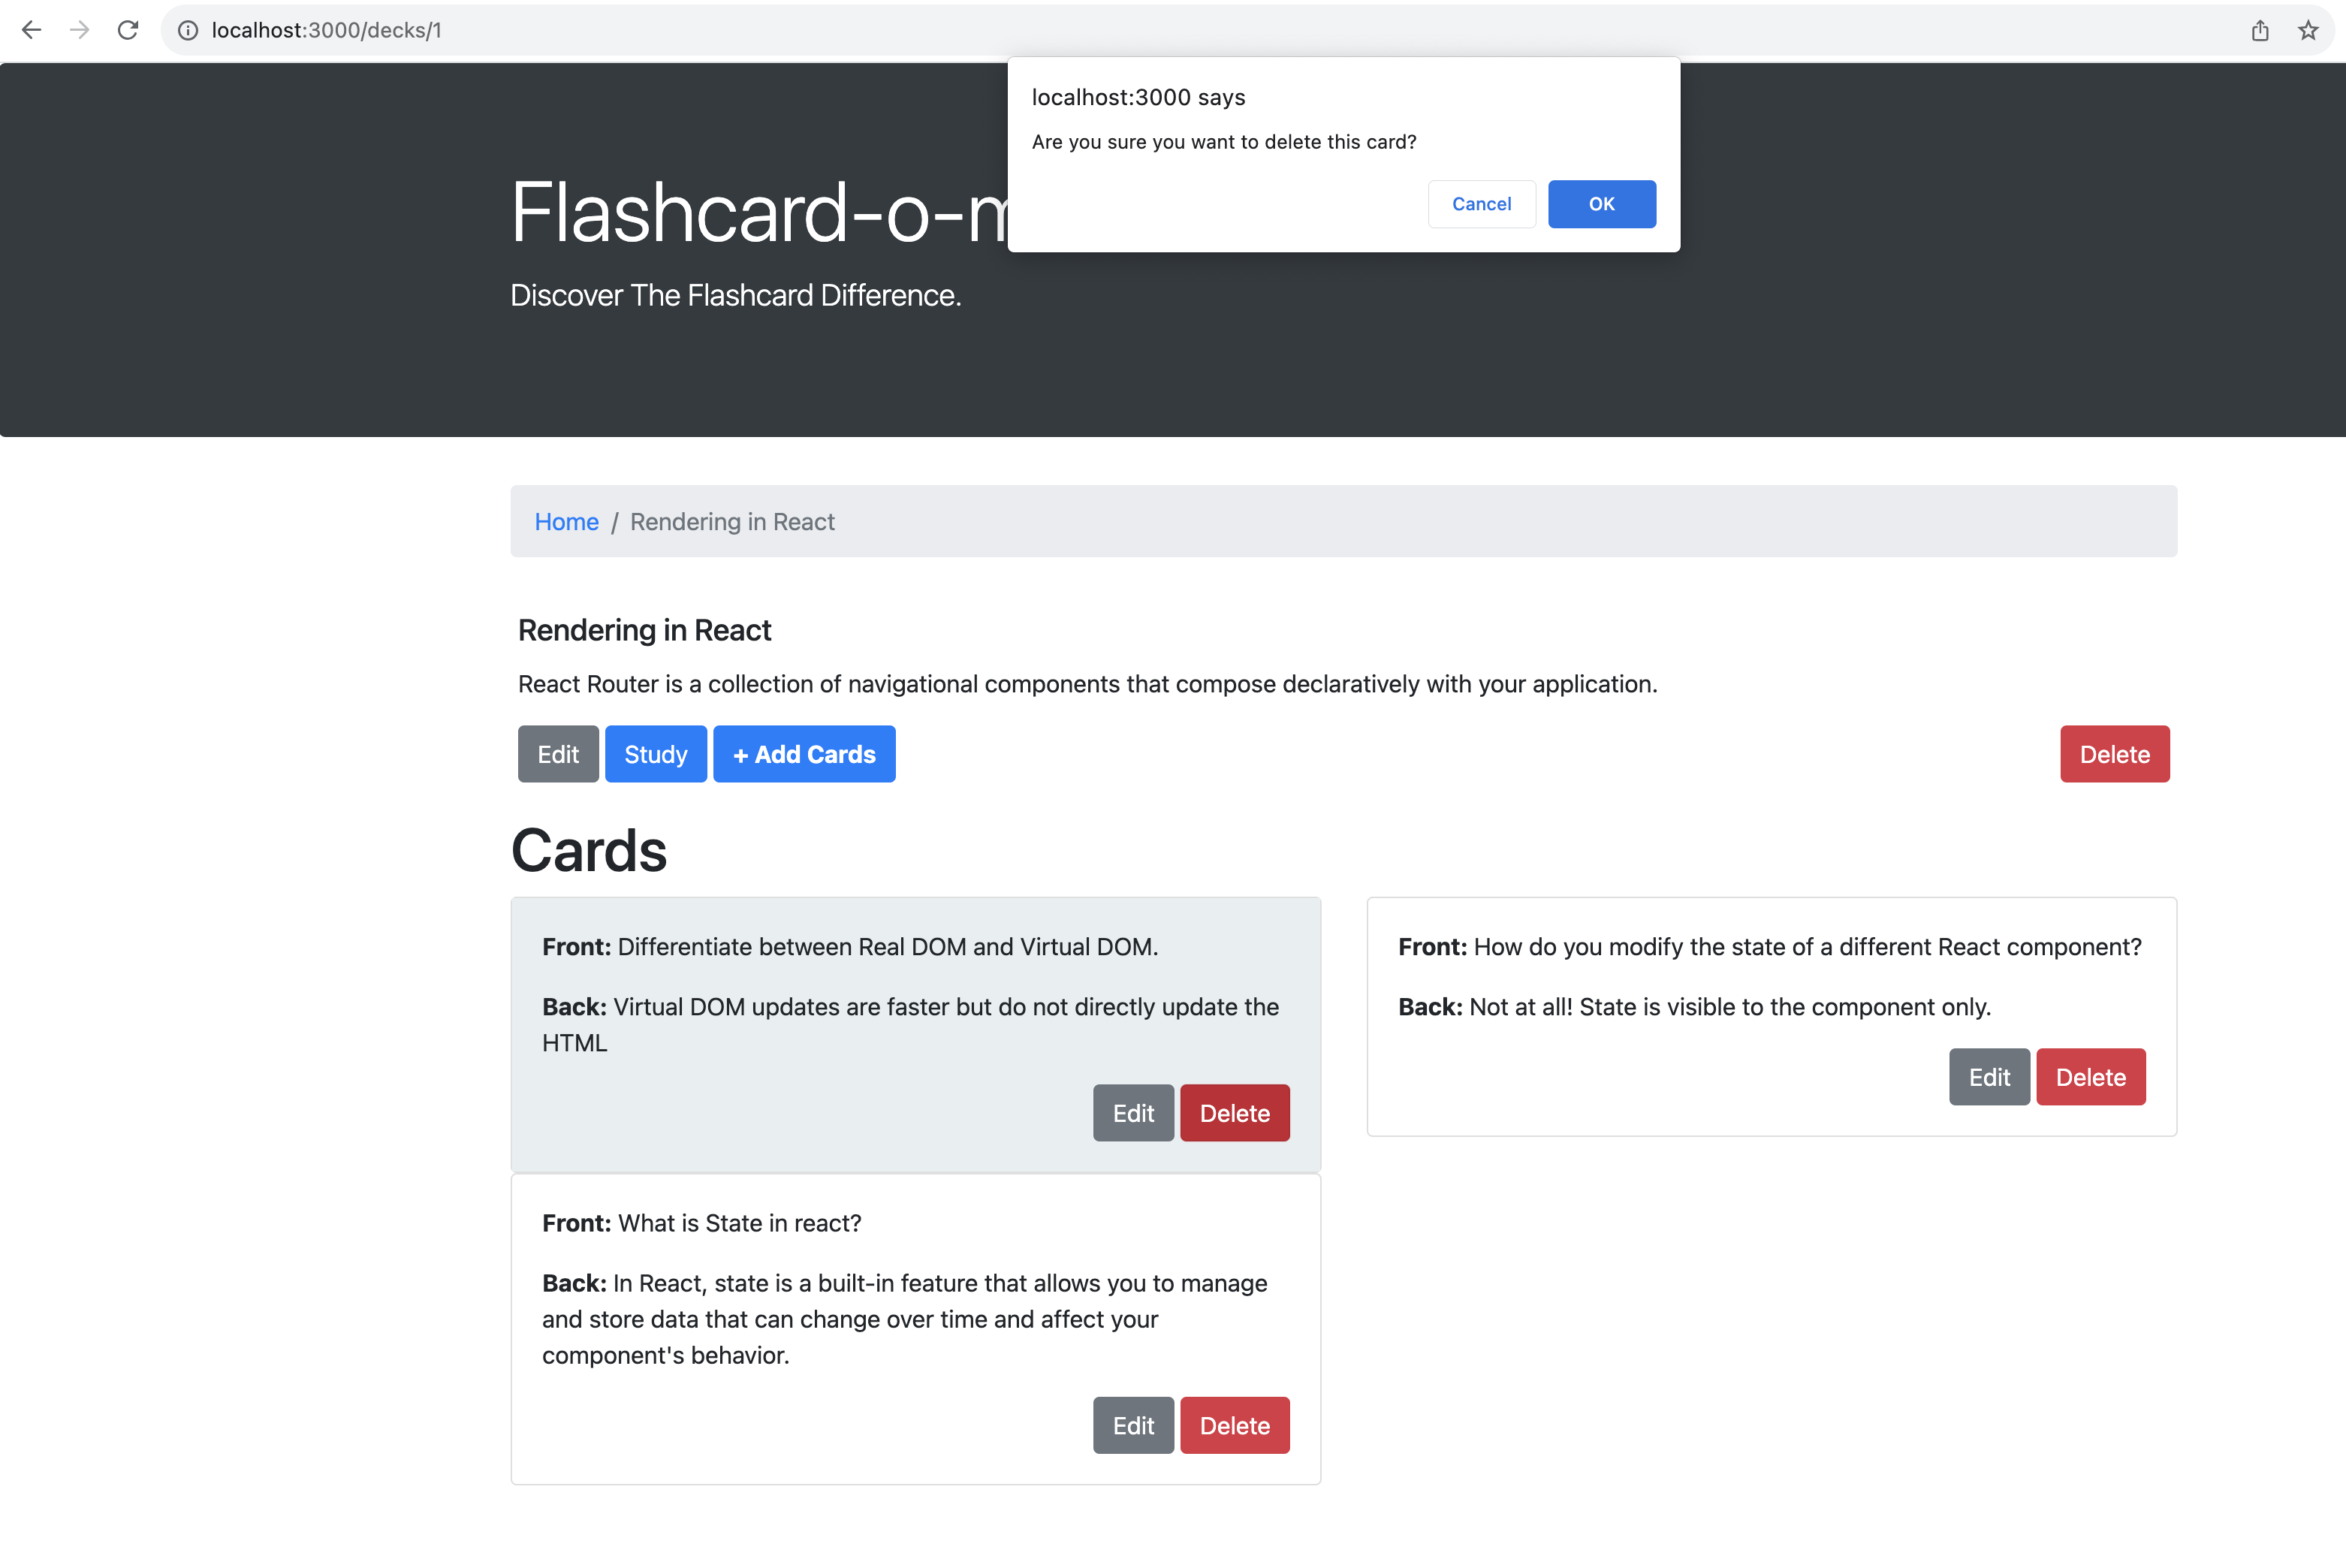 localhost:3000/decks/1
localhost:3000 says
Are you sure you want to delete this card?
Cancel
OK
Flashcard-o-m
Discover The Flashcard Difference.
Home / Rendering in React
Rendering in React
React Router is a collection of navigational components that compose declaratively with your application.
Edit
Study
+ Add Cards
Delete
Cards
Front: Differentiate between Real DOM and Virtual DOM.
Back: Virtual DOM updates are faster but do not directly update the
HTML
Edit
Delete
Front: How do you modify the state of a different React component?
Back: Not at all! State is visible to the component only.
Edit
Delete
Front: What is State in react?
Back: In React, state is a built-in feature that allows you to manage
and store data that can change over time and affect your
component's behavior.
Edit
Delete